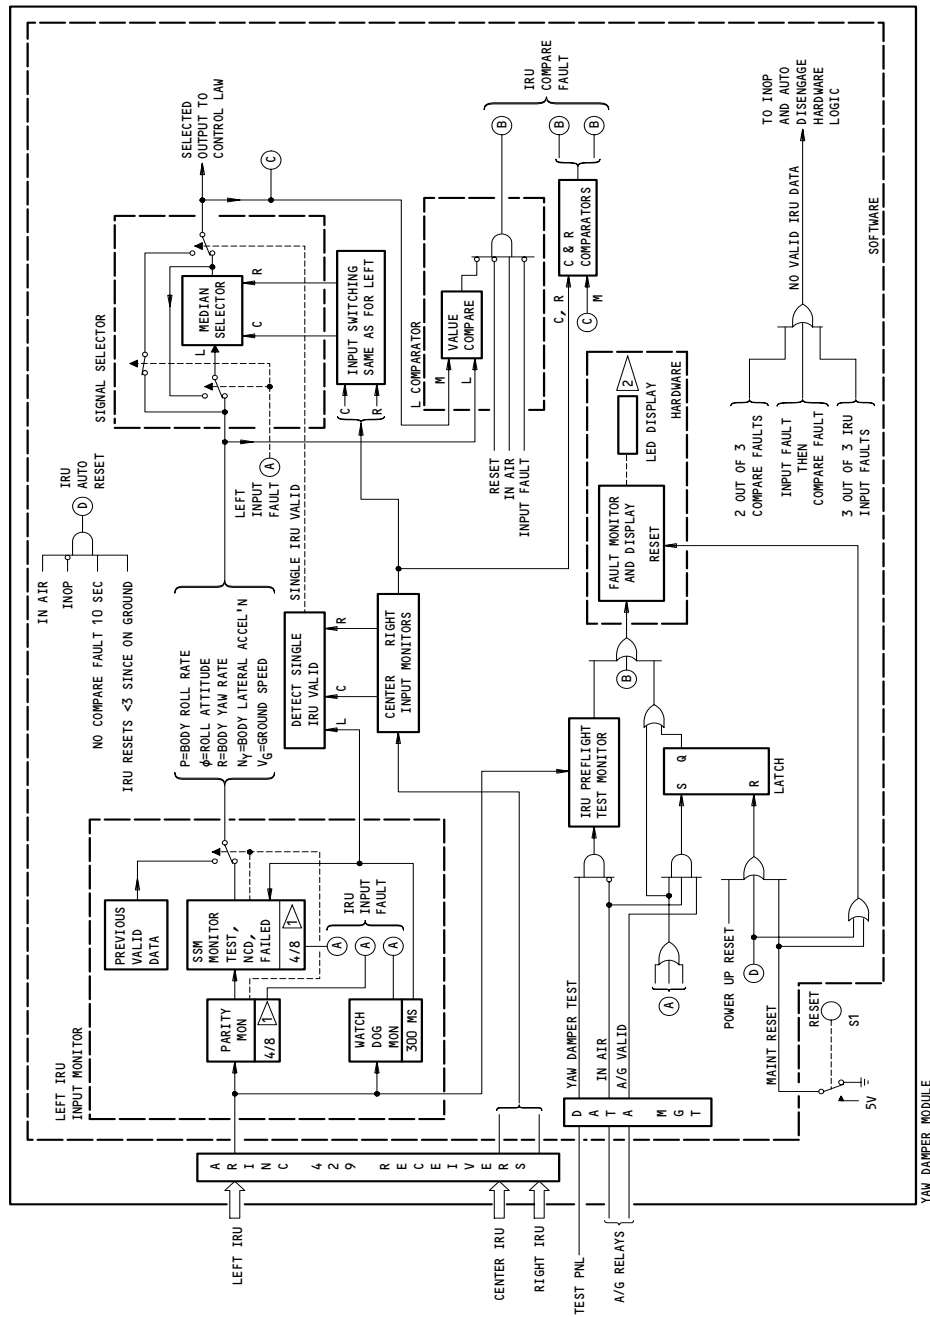 LEFT IRU
CENTER IRU
RIGHT IRU
TEST PNL
A/G RELAYS
ARINC 429 RECEIVERS
DATA MGT
LEFT IRU
INPUT MONITOR
PREVIOUS
VALID
DATA
PARITY
MON
4/8
1
SSM
MONITOR
TEST,
NCD,
FAILED
4/8
1
WATCH
DOG
MON
300 MS
A
A
A
IRU
INPUT
FAULT
P=BODY ROLL RATE
φ=ROLL ATTITUDE
R=BODY YAW RATE
NY=BODY LATERAL ACCEL'N
VG=GROUND SPEED
IN AIR
INOP
NO COMPARE FAULT 10 SEC
IRU RESETS <3 SINCE ON GROUND
D
IRU
AUTO
RESET
DETECT SINGLE
IRU VALID
L
C
R
SINGLE IRU VALID
CENTER RIGHT
INPUT MONITORS
LEFT
INPUT
FAULT
A
SIGNAL SELECTOR
L
MEDIAN
SELECTOR
C
R
INPUT SWITCHING
SAME AS FOR LEFT
C
R
SELECTED
OUTPUT TO
CONTROL LAW
C
L COMPARATOR
M
L
VALUE
COMPARE
RESET
IN AIR
INPUT FAULT
C, R
C
M
C & R
COMPARATORS
B
B
B
IRU
COMPARE
FAULT
YAW DAMPER TEST
IN AIR
A/G VALID
IRU PREFLIGHT
TEST MONITOR
A
S
Q
R
LATCH
B
FAULT MONITOR
AND DISPLAY
RESET
LED DISPLAY
2
HARDWARE
POWER UP RESET
D
MAINT RESET
RESET
S1
5V
2 OUT OF 3
COMPARE FAULTS
INPUT FAULT
THEN
COMPARE FAULT
3 OUT OF 3 IRU
INPUT FAULTS
NO VALID IRU DATA
TO INOP
AND AUTO
DISENGAGE
HARDWARE
LOGIC
SOFTWARE
YAW DAMPER MODULE